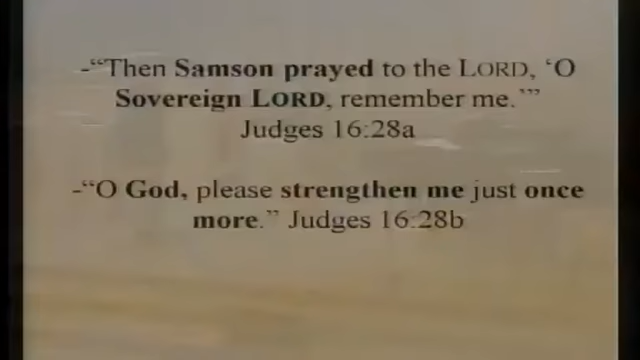 -“Then Samson prayed to the LORD, ‘O
Sovereign LORD, remember me.’”
Judges 16:28a
-“O God, please strengthen me just once
more.” Judges 16:28b